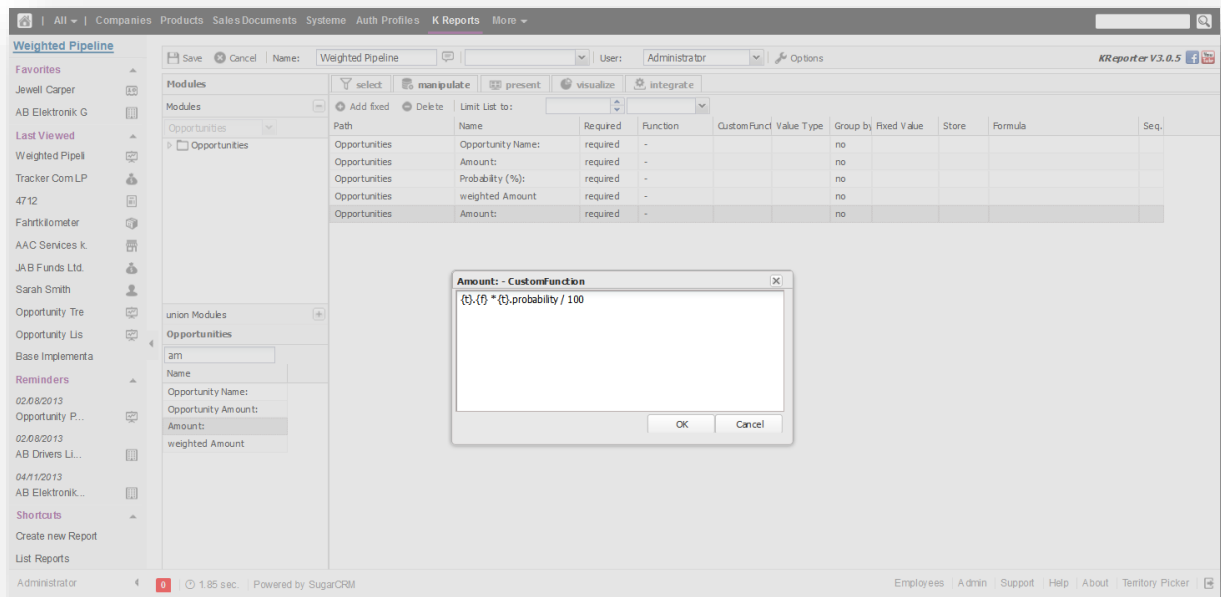 All Companies Products Sales Documents Systeme Auth Profiles K Reports More
Weighted Pipeline
Save Cancel Name: Weighted Pipeline User: Administrator Options KReporter V3.0.5
Favorites
Jewell Carper
AB Elektronik G
Last Viewed
Weighted Pipeli
Tracker Com LP
4712
Fahrtkilometer
AAC Services k.
JAB Funds Ltd.
Sarah Smith
Opportunity Tre
Opportunity Lis
Base Implementa
Reminders
02/08/2013
Opportunity P...
02/08/2013
AB Drivers Li...
04/11/2013
AB Elektronik...
Shortcuts
Create new Report
List Reports
Modules
Modules
Opportunities
Opportunities
union Modules
Opportunities
am
Name
Opportunity Name:
Opportunity Amount:
Amount:
weighted Amount
select manipulate present visualize integrate
Add fixed Delete Limit List to:
Path Name Required Function CustomFunct Value Type Group by Fixed Value Store Formula Seq.
Opportunities Opportunity Name: required - no
Opportunities Amount: required - no
Opportunities Probability (%): required - no
Opportunities weighted Amount required - no
Opportunities Amount: required - no
Amount: - CustomFunction
{t}.{f} *{t}.probability / 100
OK Cancel
Administrator 0 1.85 sec. Powered by SugarCRM Employees Admin Support Help About Territory Picker